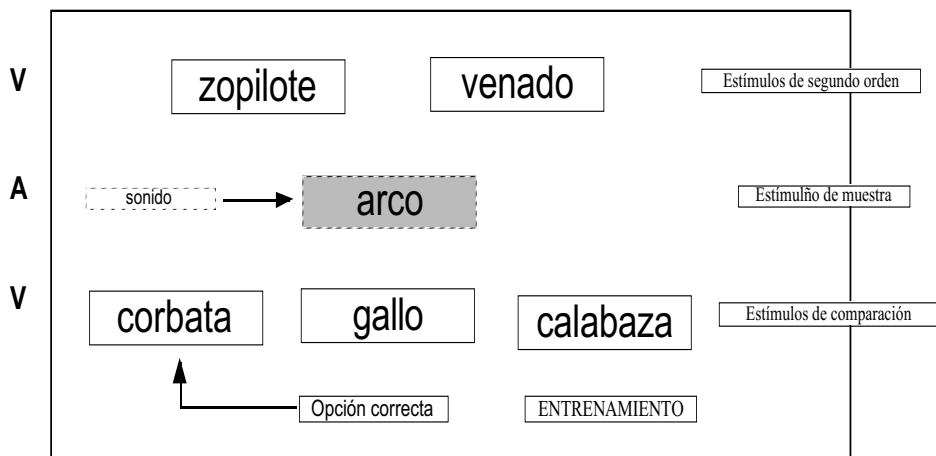 V
zopilote
venado
Estímulos de segundo orden
A
sonido
arco
Estímulño de muestra
V
corbata
gallo
calabaza
Estímulos de comparación
Opción correcta
ENTRENAMIENTO